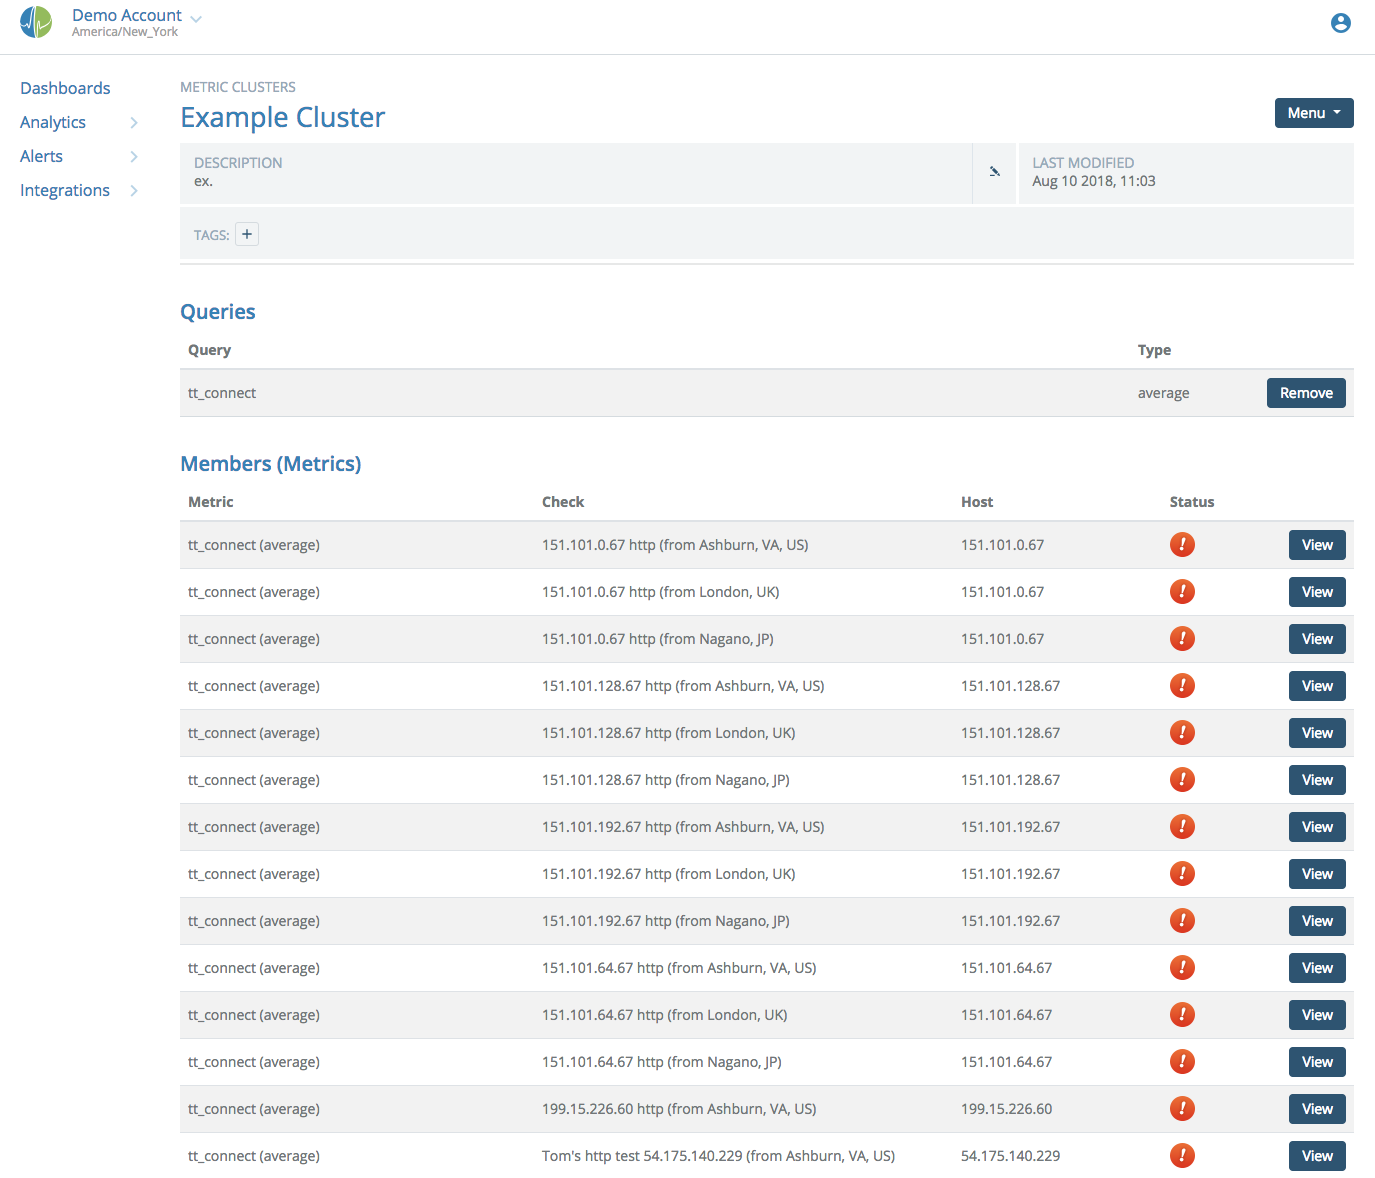 Demo Account
America/New_York
Dashboards
Analytics
Alerts
Integrations
METRIC CLUSTERS
Example Cluster
Menu
DESCRIPTION
ex.
LAST MODIFIED
Aug 10 2018, 11:03
TAGS: +
Queries
Query Type
tt_connect average Remove
Members (Metrics)
Metric Check Host Status
tt_connect (average) 151.101.0.67 http (from Ashburn, VA, US) 151.101.0.67 ! View
tt_connect (average) 151.101.0.67 http (from London, UK) 151.101.0.67 ! View
tt_connect (average) 151.101.0.67 http (from Nagano, JP) 151.101.0.67 ! View
tt_connect (average) 151.101.128.67 http (from Ashburn, VA, US) 151.101.128.67 ! View
tt_connect (average) 151.101.128.67 http (from London, UK) 151.101.128.67 ! View
tt_connect (average) 151.101.128.67 http (from Nagano, JP) 151.101.128.67 ! View
tt_connect (average) 151.101.192.67 http (from Ashburn, VA, US) 151.101.192.67 ! View
tt_connect (average) 151.101.192.67 http (from London, UK) 151.101.192.67 ! View
tt_connect (average) 151.101.192.67 http (from Nagano, JP) 151.101.192.67 ! View
tt_connect (average) 151.101.64.67 http (from Ashburn, VA, US) 151.101.64.67 ! View
tt_connect (average) 151.101.64.67 http (from London, UK) 151.101.64.67 ! View
tt_connect (average) 151.101.64.67 http (from Nagano, JP) 151.101.64.67 ! View
tt_connect (average) 199.15.226.60 http (from Ashburn, VA, US) 199.15.226.60 ! View
tt_connect (average) Tom's http test 54.175.140.229 (from Ashburn, VA, US) 54.175.140.229 ! View